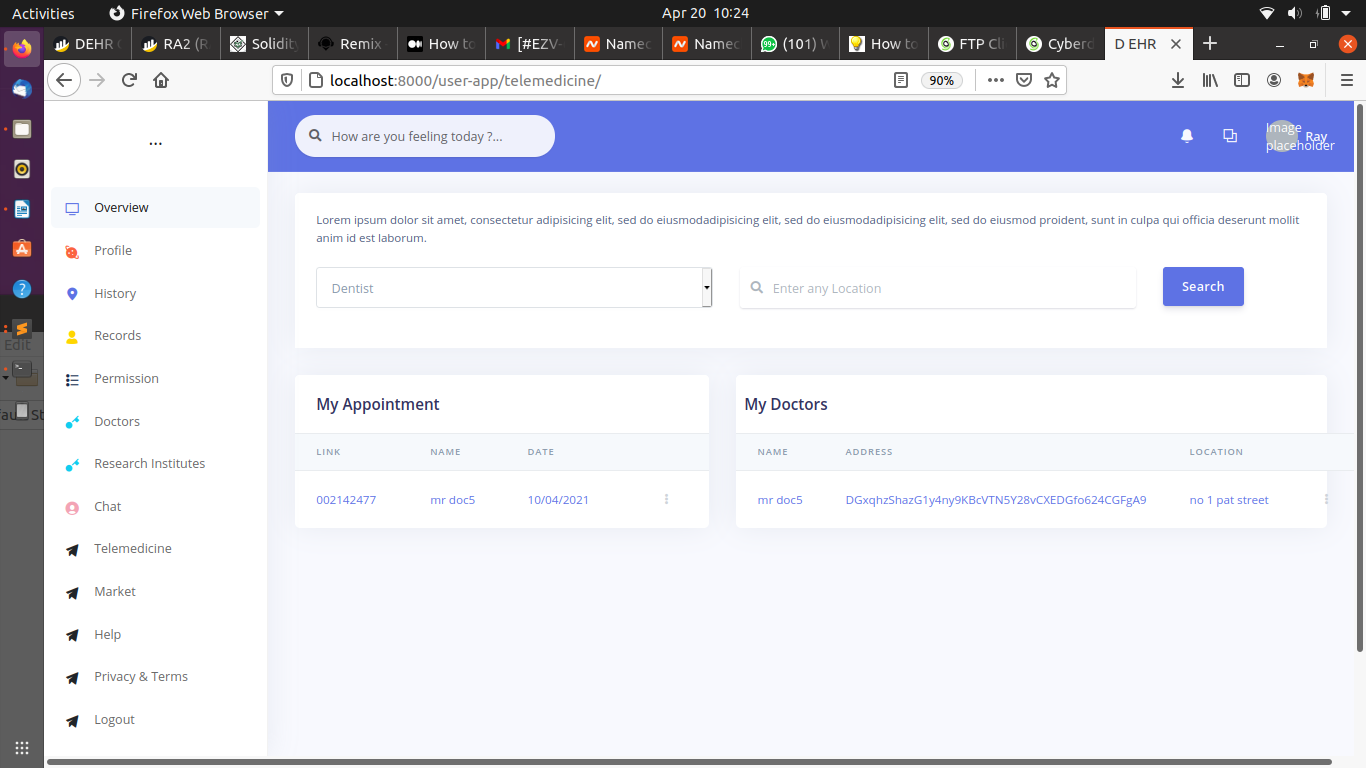 Activities Firefox Web Browser Apr 20 10:24
DEHR RA2 (R Solidity Remix How to [#EZV- Namec Namec 99+ (101) W How to FTP Cli Cyberd D EHR
localhost:8000/user-app/telemedicine/ 90%
...
How are you feeling today ?...
Image placeholder
Ray
Overview
Profile
History
Records
Permission
Doctors
Research Institutes
Chat
Telemedicine
Market
Help
Privacy & Terms
Logout
Edit
fau St
Lorem ipsum dolor sit amet, consectetur adipisicing elit, sed do eiusmodadipisicing elit, sed do eiusmodadipisicing elit, sed do eiusmod proident, sunt in culpa qui officia deserunt mollit
anim id est laborum.
Dentist Enter any Location Search
My Appointment
LINK NAME DATE
002142477 mr doc5 10/04/2021
My Doctors
NAME ADDRESS LOCATION
mr doc5 DGxqhzShazG1y4ny9KBcVTN5Y28vCXEDGfo624CGFgA9 no 1 pat street